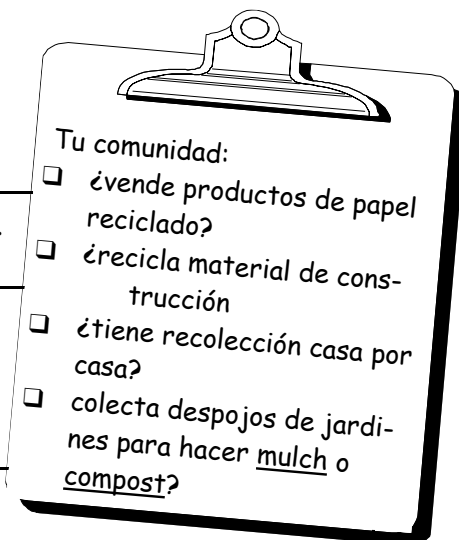 Tu comunidad:
❑ ¿vende productos de papel
reciclado?
❑ ¿recicla material de cons-
trucción
❑ ¿tiene recolección casa por
casa?
❑ colecta despojos de jardi-
nes para hacer mulch o
compost?